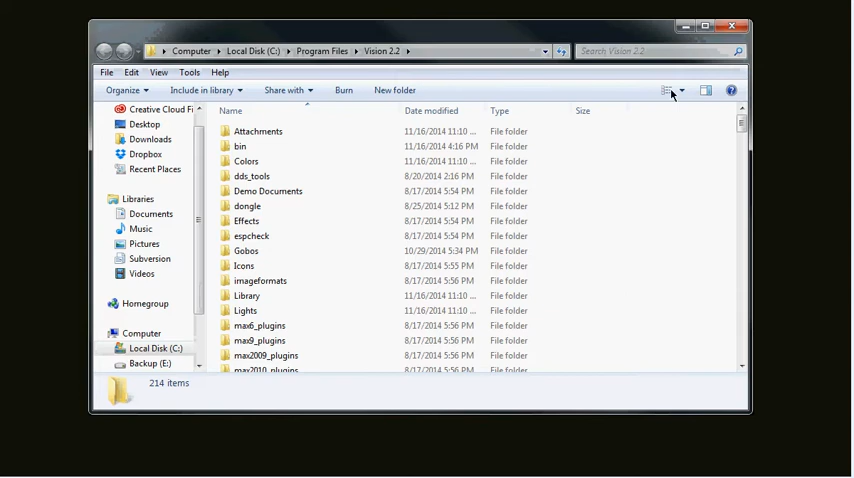 Computer Local Disk (C:) Program Files Vision 2.2 Search Vision 2.2
File Edit View Tools Help
Organize Include in library Share with Burn New folder
Creative Cloud Fi
Desktop
Downloads
Dropbox
Recent Places
Libraries
Documents
Music
Pictures
Subversion
Videos
Homegroup
Computer
Local Disk (C:)
Backup (E:)
Name Date modified Type Size
Attachments 11/16/2014 11:10 ... File folder
bin 11/16/2014 4:16 PM File folder
Colors 11/16/2014 11:10 ... File folder
dds_tools 8/20/2014 2:16 PM File folder
Demo Documents 8/17/2014 5:54 PM File folder
dongle 8/25/2014 5:12 PM File folder
Effects 8/17/2014 5:54 PM File folder
espcheck 8/17/2014 5:54 PM File folder
Gobos 10/29/2014 5:34 PM File folder
Icons 8/17/2014 5:55 PM File folder
imageformats 8/17/2014 5:56 PM File folder
Library 11/16/2014 11:10 ... File folder
Lights 11/16/2014 11:10 ... File folder
max6_plugins 8/17/2014 5:56 PM File folder
max9_plugins 8/17/2014 5:56 PM File folder
max2009_plugins 8/17/2014 5:56 PM File folder
max2010_plugins 8/17/2014 5:56 PM File folder
214 items